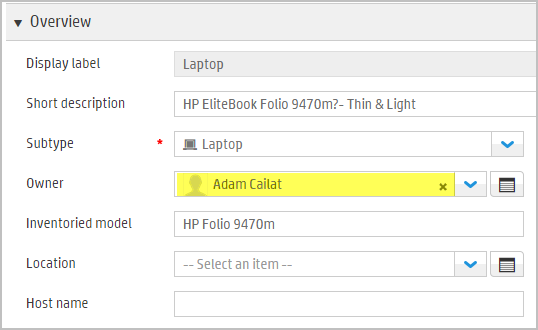 Overview
Display label Laptop
Short description HP EliteBook Folio 9470m?- Thin & Light
Subtype * Laptop
Owner Adam Cailat
Inventoried model HP Folio 9470m
Location -- Select an item --
Host name